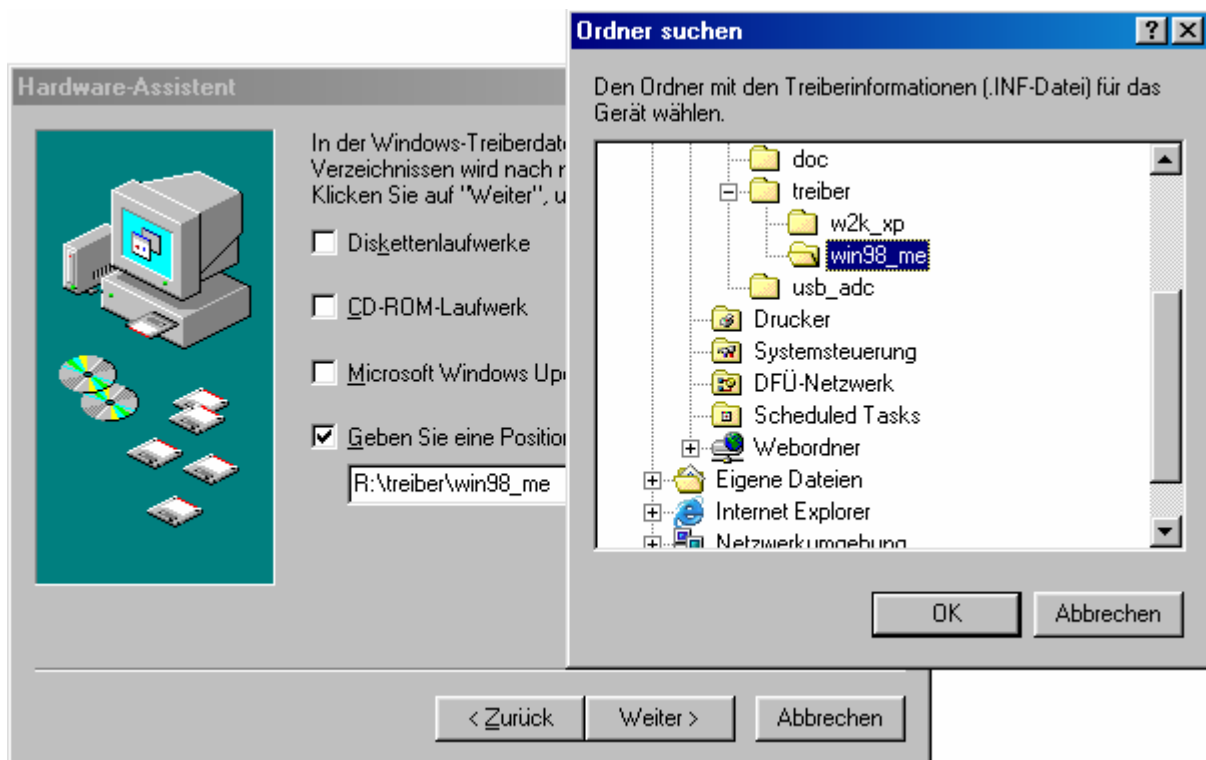 Hardware-Assistent
In der Windows-Treiberdat
Verzeichnissen wird nach
Klicken Sie auf "Weiter", u
Diskettenlaufwerke
CD-ROM-Laufwerk
Microsoft Windows Up
Geben Sie eine Position
R:\treiber\win98_me
< Zurück
Weiter >
Abbrechen
Ordner suchen
Den Ordner mit den Treiberinformationen (.INF-Datei) für das
Gerät wählen.
doc
treiber
w2k_xp
win98_me
usb_adc
Drucker
Systemsteuerung
DFÜ-Netzwerk
Scheduled Tasks
Webordner
Eigene Dateien
Internet Explorer
Netzwerkumgebung
OK
Abbrechen